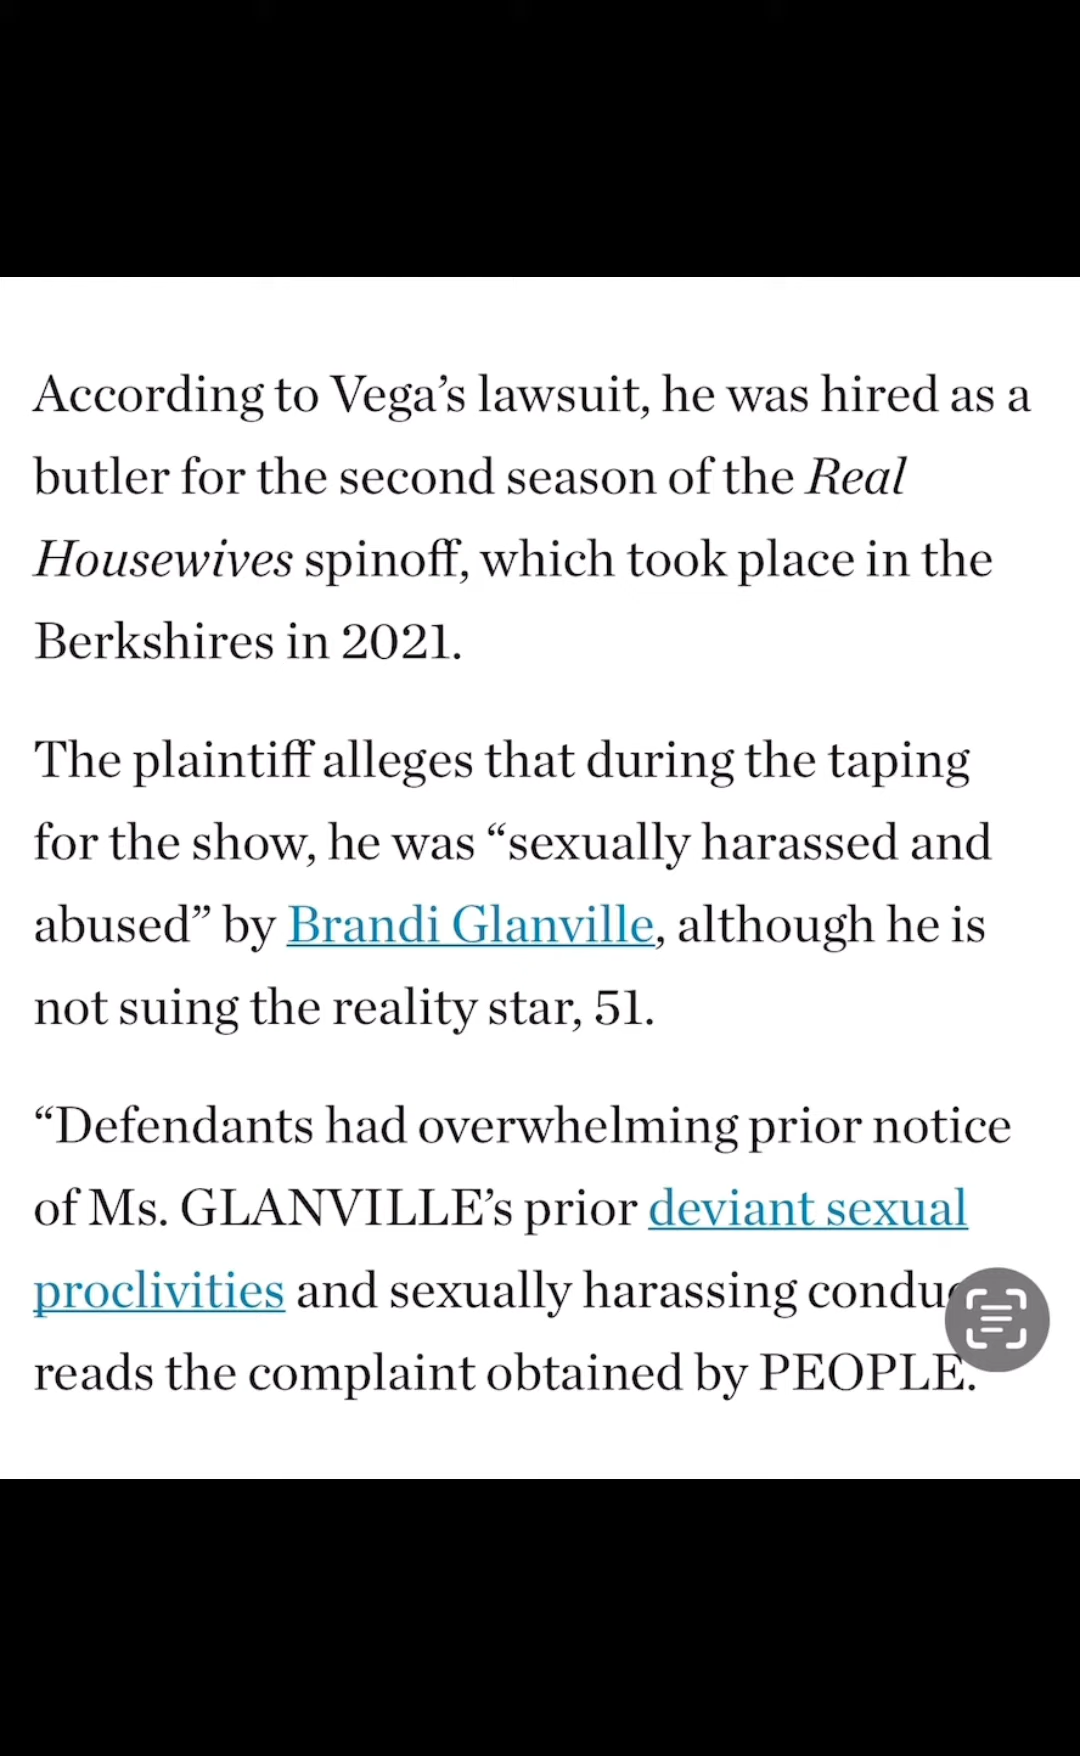 According to Vega’s lawsuit, he was hired as a
butler for the second season of the Real
Housewives spinoff, which took place in the
Berkshires in 2021.
The plaintiff alleges that during the taping
for the show, he was “sexually harassed and
abused” by Brandi Glanville, although he is
not suing the reality star, 51.
“Defendants had overwhelming prior notice
of Ms. GLANVILLE’s prior deviant sexual
proclivities and sexually harassing
reads the complaint obtained by PEOPLE.